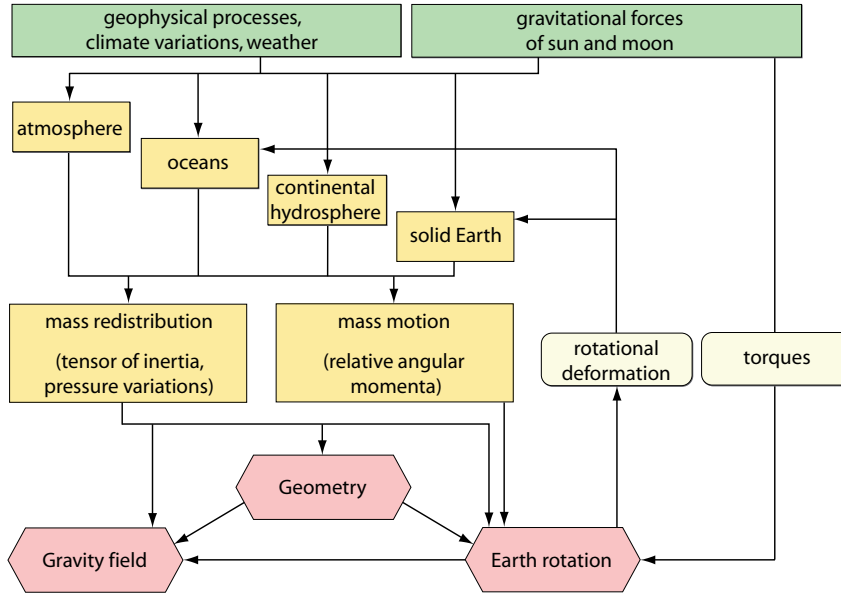 geophysical processes,
climate variations, weather
gravitational forces
of sun and moon
atmosphere
oceans
continental
hydrosphere
solid Earth
mass redistribution
(tensor of inertia,
pressure variations)
mass motion
(relative angular
momenta)
rotational
deformation
torques
Geometry
Gravity field
Earth rotation